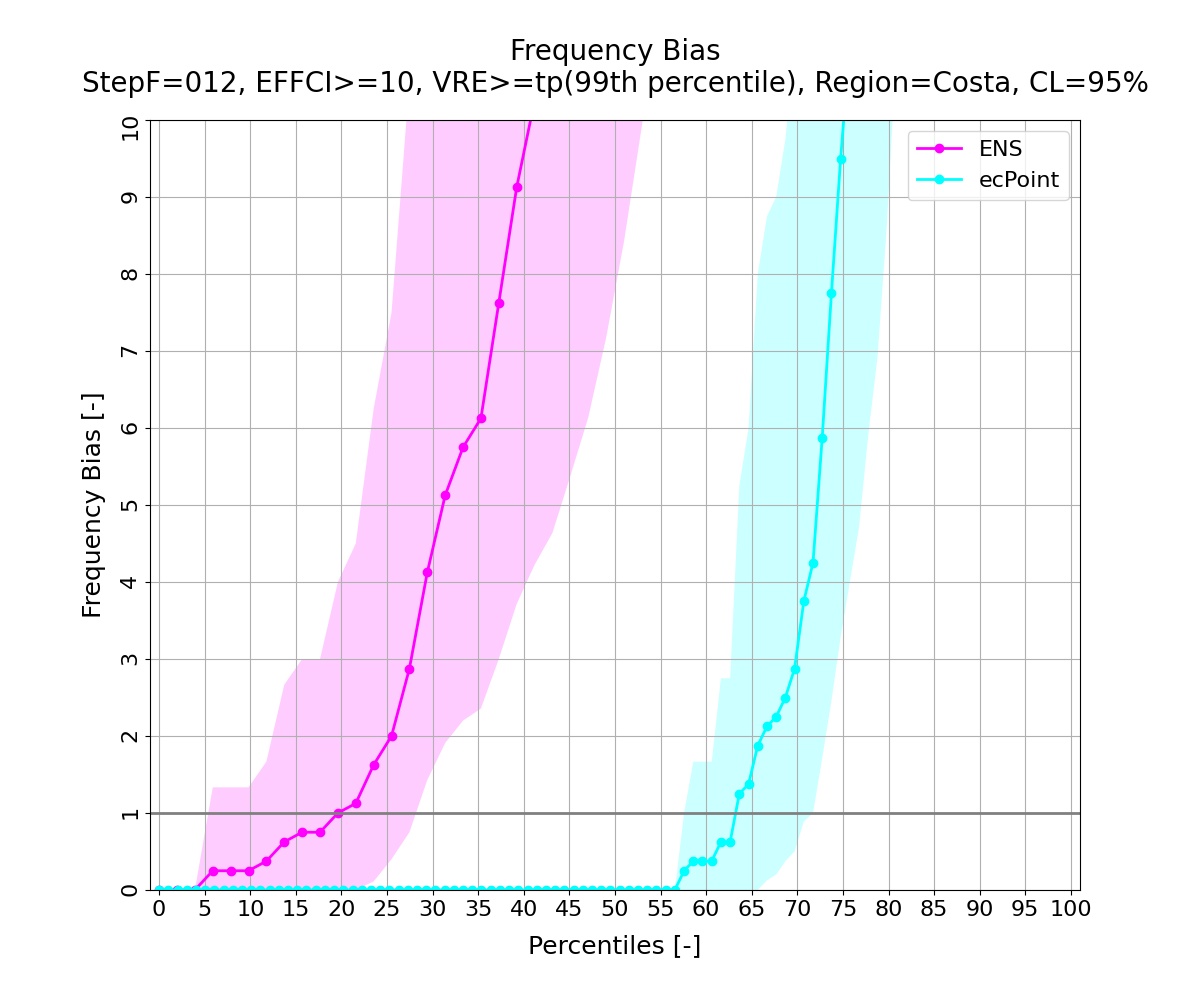 Frequency Bias
StepF=012, EFFCI>=10, VRE>=tp(99th percentile), Region=Costa, CL=95%
ENS
ecPoint
Frequency Bias [-]
10
9
8
7
6
5
4
3
2
1
0
0 5 10 15 20 25 30 35 40 45 50 55 60 65 70 75 80 85 90 95 100
Percentiles [-]